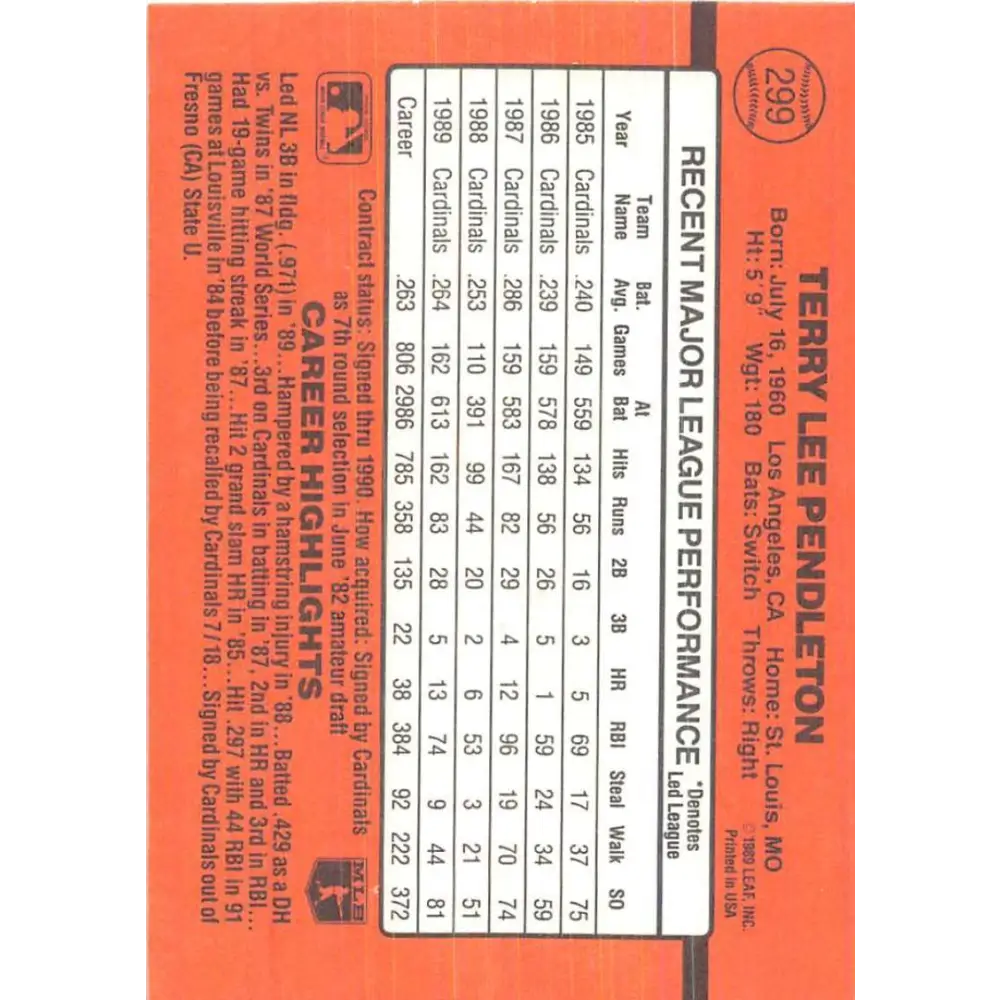 299
TERRY LEE PENDLETON
Born: July 16, 1960 Los Angeles, CA Home: St. Louis, MO
Ht: 5'9" Wgt: 180 Bats: Switch Throws: Right
© 1989 LEAF, INC.
Printed in USA
RECENT MAJOR LEAGUE PERFORMANCE *Denotes Led League
Year Team Name Bat. Avg. Games At Bat Hits Runs 2B 3B HR RBI Steal Walk SO
1985 Cardinals .240 149 559 134 56 16 3 5 69 17 37 75
1986 Cardinals .239 159 578 138 56 26 5 1 59 24 34 59
1987 Cardinals .286 159 583 167 82 29 4 12 96 19 70 74
1988 Cardinals .253 110 391 99 44 20 2 6 53 3 21 51
1989 Cardinals .264 162 613 162 83 28 5 13 74 9 44 81
Career .263 806 2986 785 358 135 22 38 384 92 222 372
Contract status: Signed thru 1990. How acquired: Signed by Cardinals
as 7th round selection in June '82 amateur draft
MLB
CAREER HIGHLIGHTS
Led NL 3B in fldg. (.971) in '89...Hampered by a hamstring injury in '88...Batted .429 as a DH
vs. Twins in '87 World Series...3rd on Cardinals in batting in '87, 2nd in HR and 3rd in RBI...
Had 19-game hitting streak in '87...Hit 2 grand slam HR in '85...Hit .297 with 44 RBI in 91
games at Louisville in '84 before being recalled by Cardinals 7/18...Signed by Cardinals out of
Fresno (CA) State U.